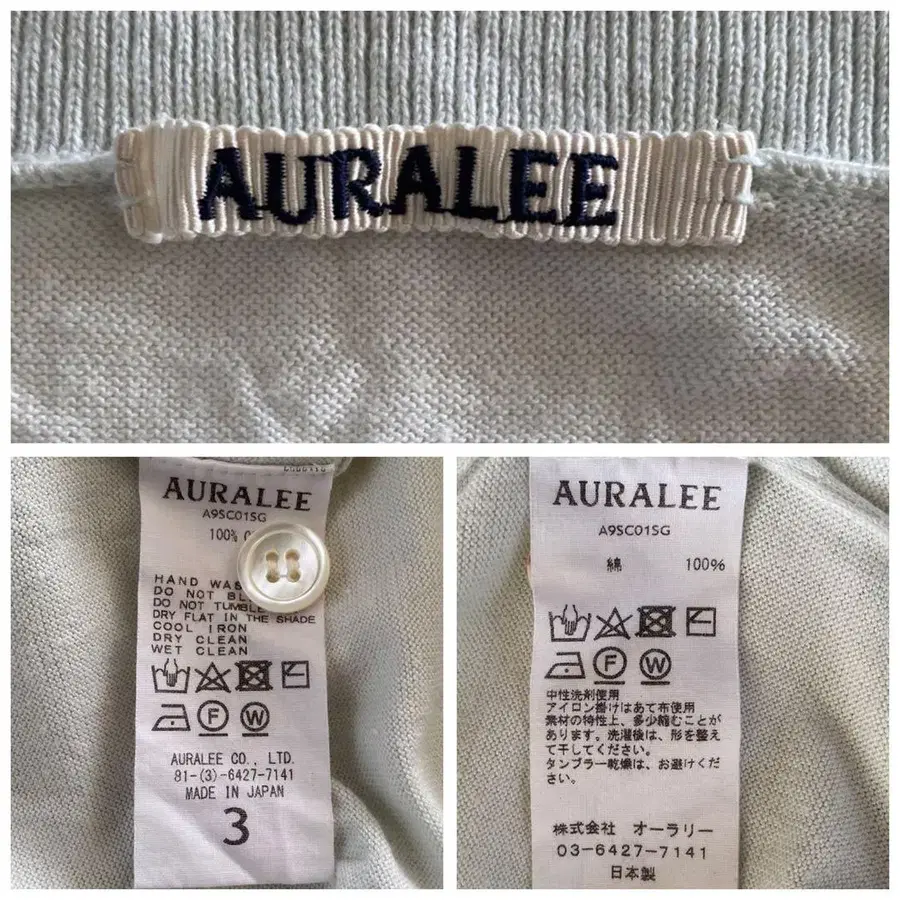 AURALEE
AURALEE
A9SC01SG
100%
HAND
DO NOT
DO NOT TUMBLE
DRY FLAT IN THE SHADE
COOL IRON
DRY CLEAN
WET CLEAN
F W
AURALEE CO., LTD.
81-(3)-6427-7141
MADE IN JAPAN
3
AURALEE
A9SC01SG
綿 100%
F W
中性洗剤使用
アイロン掛けはあて布使用
素材の特性上、多少縮むことが
あります。洗濯後は、形を整え
て干してください。
タンブラー乾燥は、お避けくだ
さい。
株式会社 オーラリー
03-6427-7141
日本製